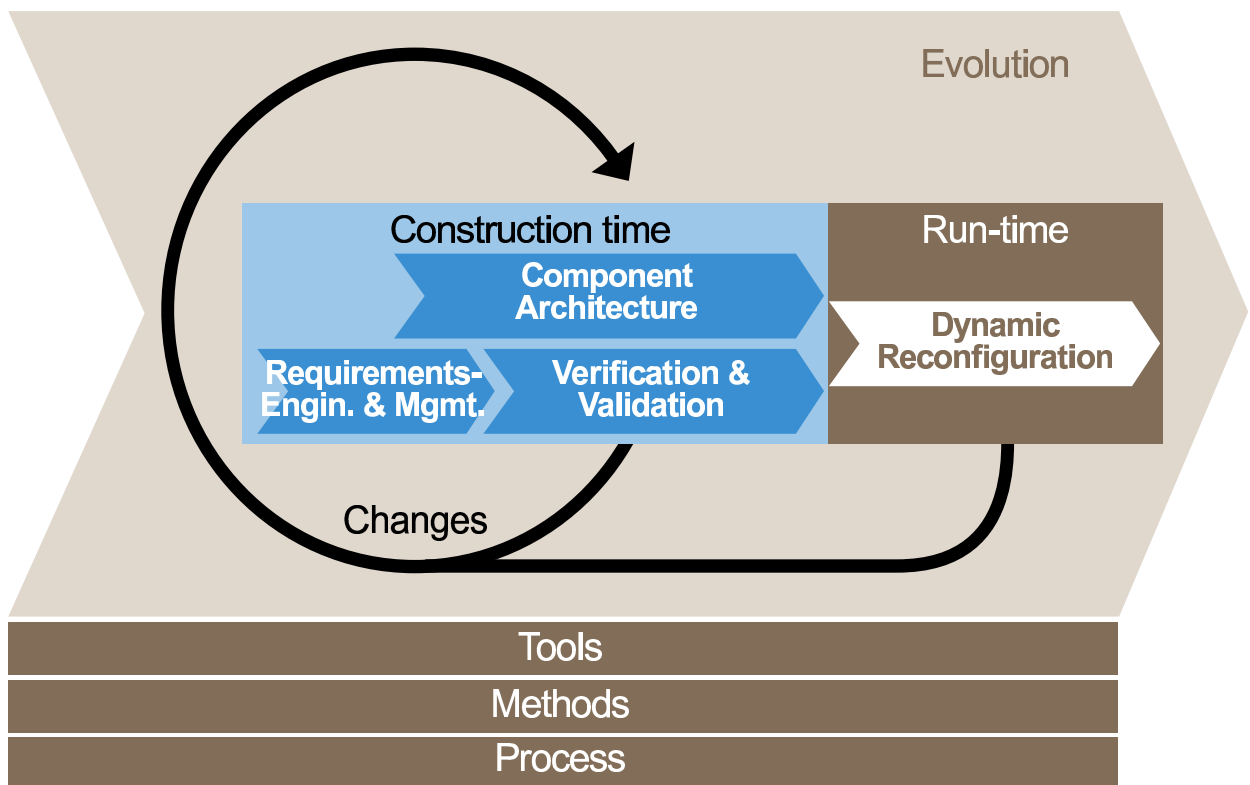 Evolution
Construction time
Run-time
Component
Architecture
Dynamic
Reconfiguration
Requirements-
Engin. & Mgmt.
Verification &
Validation
Changes
Tools
Methods
Process